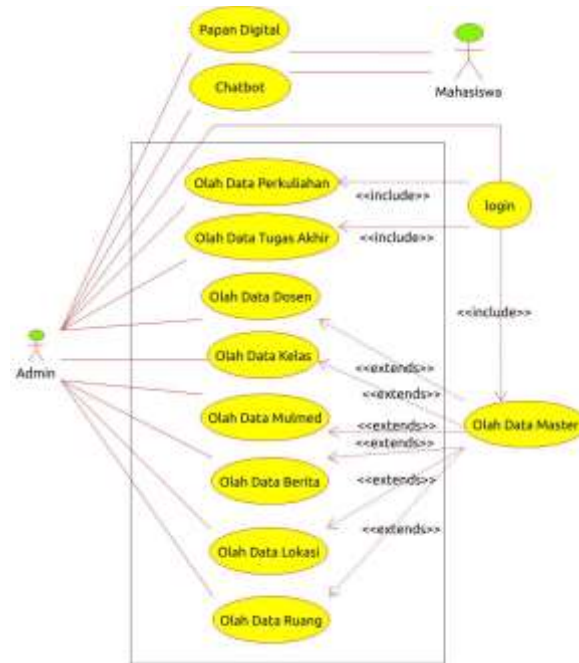 Papan Digital
Chatbot
Mahasiswa
Olah Data Perkuliahan
<<include>>
login
Olah Data Tugas Akhir
<<include>>
Olah Data Dosen
<<include>>
Admin
Olah Data Kelas
<<extends>>
<<extends>>
Olah Data Mulmed
<<extends>>
Olah Data Master
<<extends>>
Olah Data Berita
<<extends>>
Olah Data Lokasi
<<extends>>
Olah Data Ruang